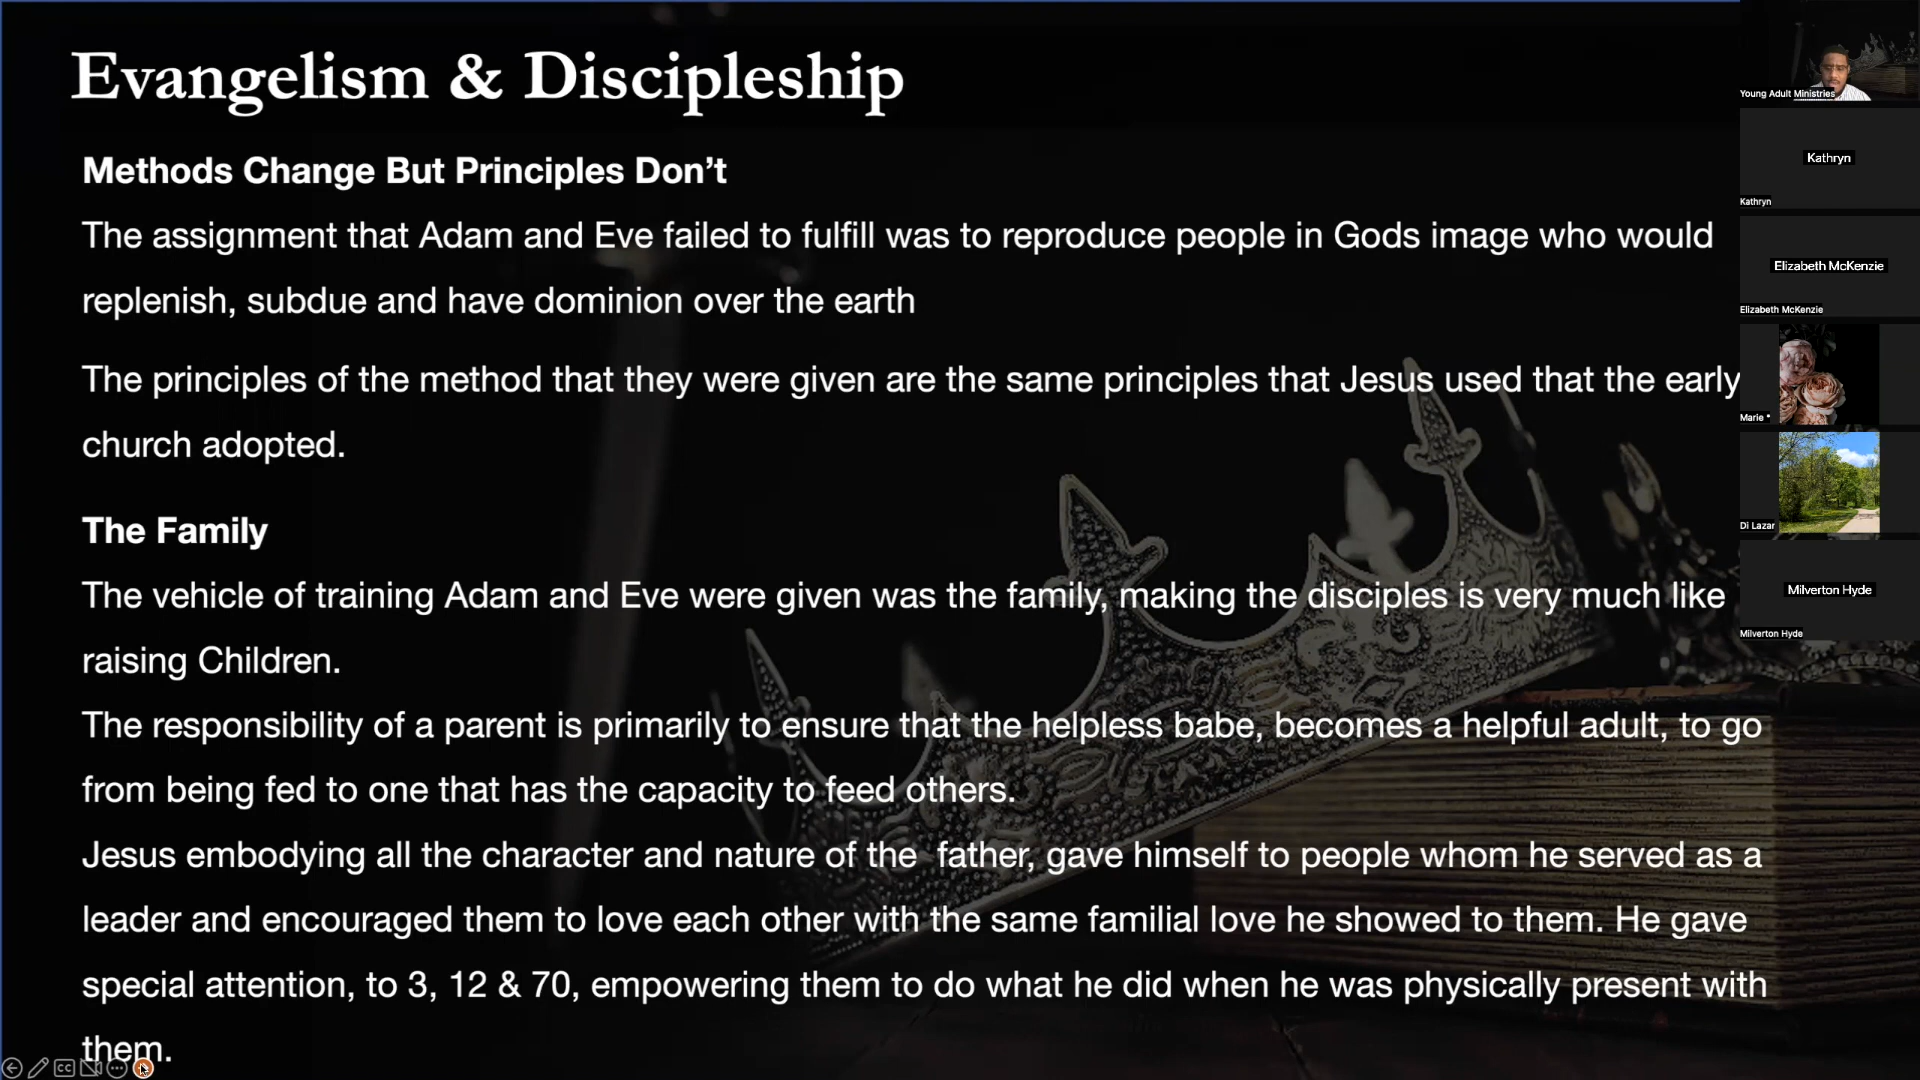 Evangelism & Discipleship
Methods Change But Principles Don’t
The assignment that Adam and Eve failed to fulfill was to reproduce people in Gods image who would
replenish, subdue and have dominion over the earth
The principles of the method that they were given are the same principles that Jesus used that the early
church adopted.
The Family
The vehicle of training Adam and Eve were given was the family, making the disciples is very much like
raising Children.
The responsibility of a parent is primarily to ensure that the helpless babe, becomes a helpful adult, to go
from being fed to one that has the capacity to feed others.
Jesus embodying all the character and nature of the father, gave himself to people whom he served as a
leader and encouraged them to love each other with the same familial love he showed to them. He gave
special attention, to 3, 12 & 70, empowering them to do what he did when he was physically present with
them.
CC
Young Adult Ministries
Kathryn
Kathryn
Elizabeth McKenzie
Elizabeth McKenzie
Marie *
Di Lazar
Milverton Hyde
Milverton Hyde